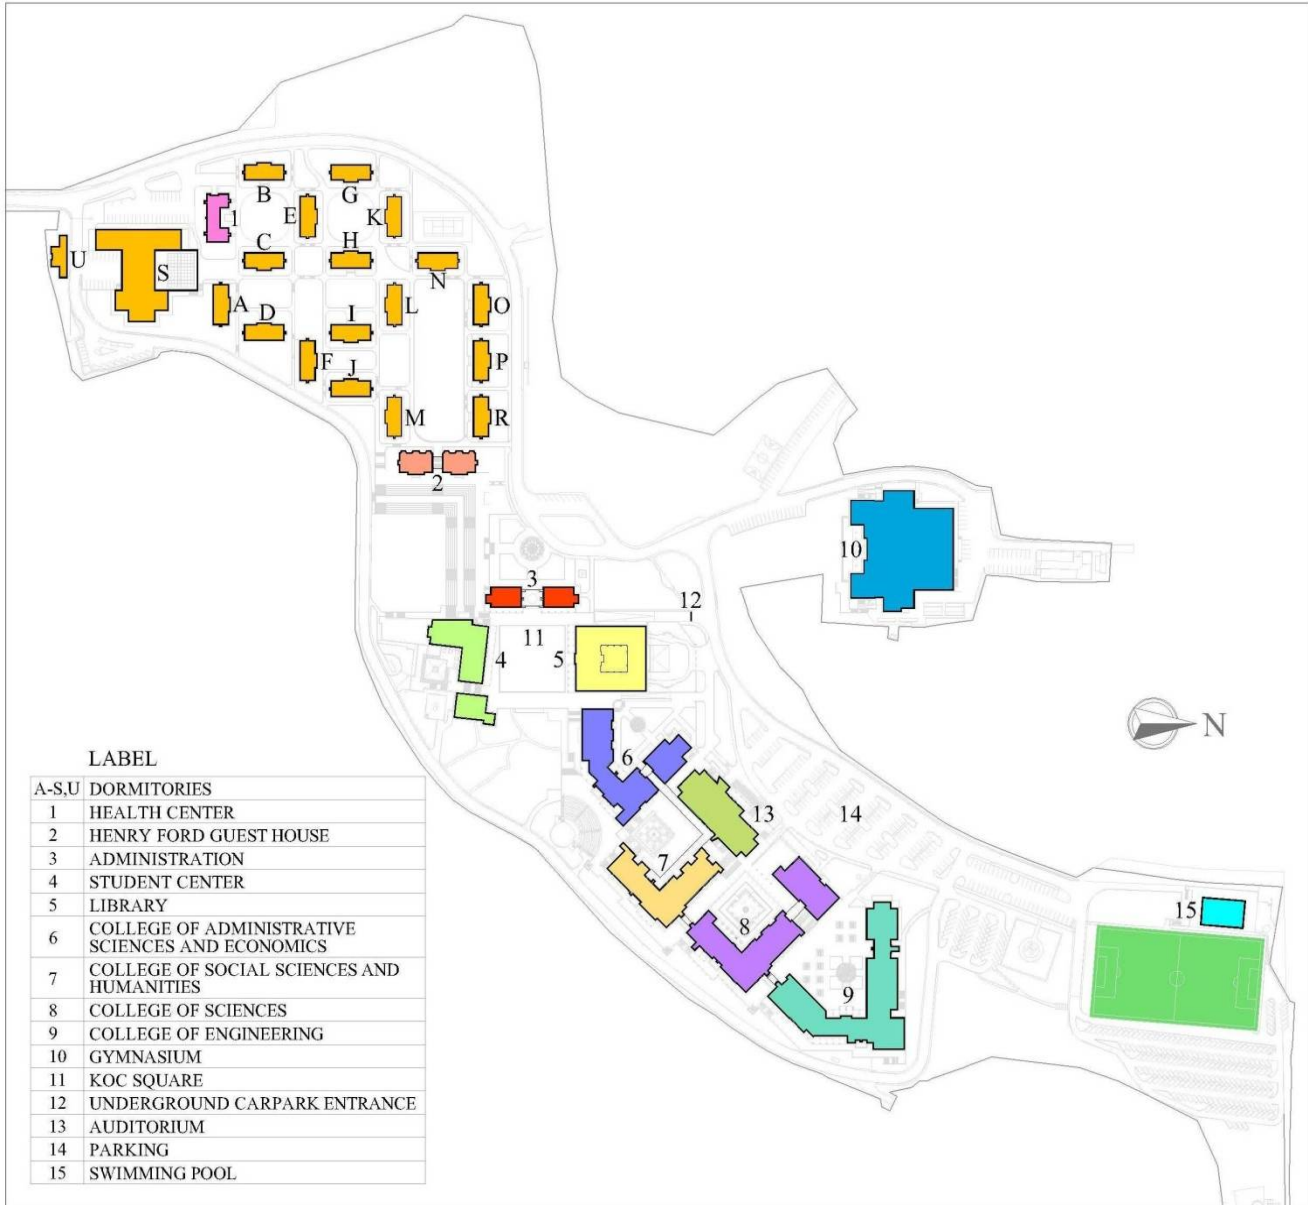 B
G
1
E
K
C
H
U
S
N
A
D
I
L
O
F
J
P
M
R
2
10
3
12
11
4
5
N
6
13
14
7
8
15
9
LABEL
A-S,U DORMITORIES
1 HEALTH CENTER
2 HENRY FORD GUEST HOUSE
3 ADMINISTRATION
4 STUDENT CENTER
5 LIBRARY
6 COLLEGE OF ADMINISTRATIVE
SCIENCES AND ECONOMICS
7 COLLEGE OF SOCIAL SCIENCES AND
HUMANITIES
8 COLLEGE OF SCIENCES
9 COLLEGE OF ENGINEERING
10 GYMNASIUM
11 KOC SQUARE
12 UNDERGROUND CARPARK ENTRANCE
13 AUDITORIUM
14 PARKING
15 SWIMMING POOL